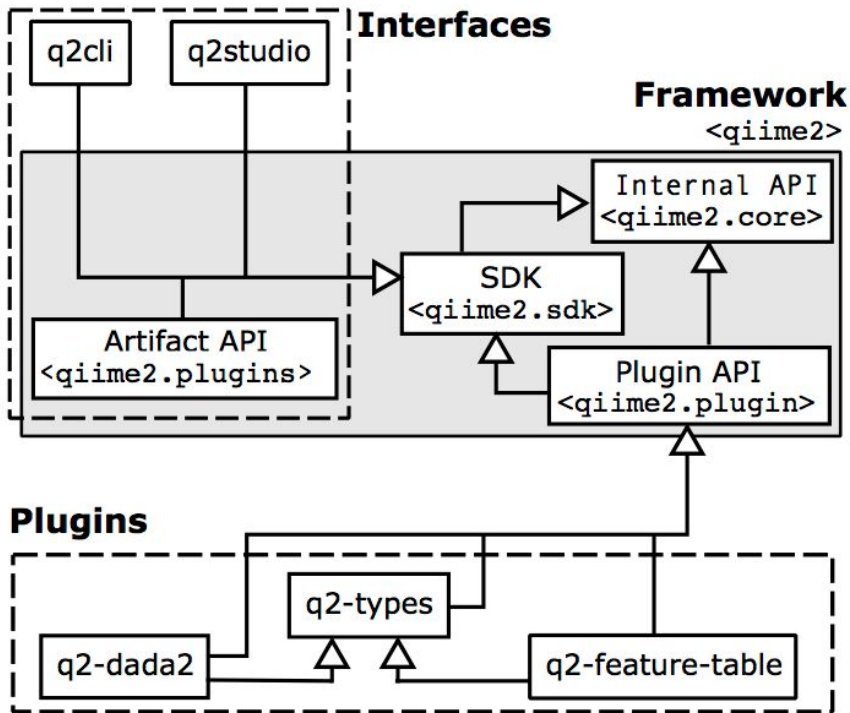 Interfaces
q2cli
q2studio
Framework
<qiime2>
Internal API
<qiime2.core>
SDK
<qiime2.sdk>
Artifact API
<qiime2.plugins>
Plugin API
<qiime2.plugin>
Plugins
q2-types
q2-dada2
q2-feature-table